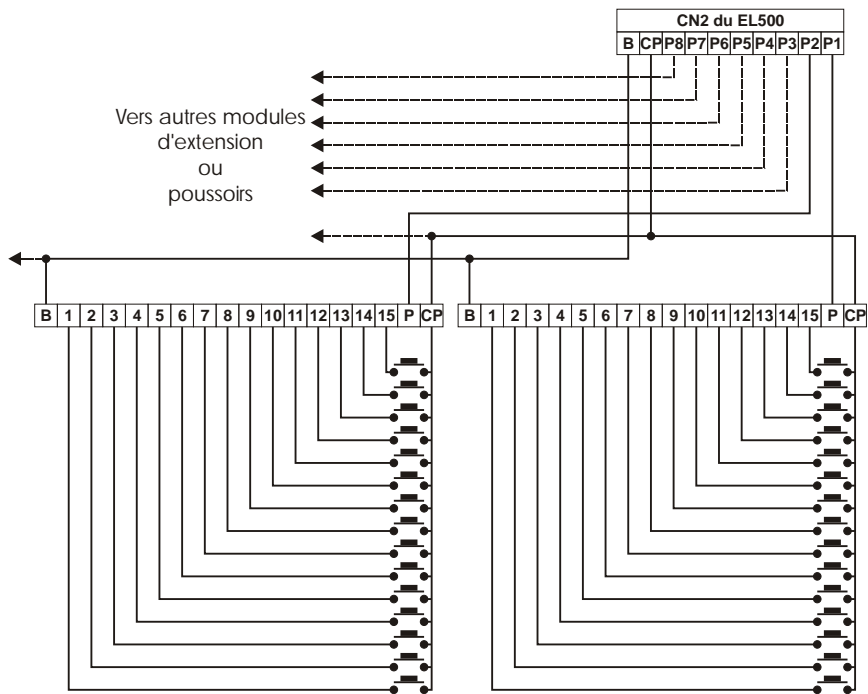 CN2 du EL500
B CP P8 P7 P6 P5 P4 P3 P2 P1
Vers autres modules
d'extension
ou
poussoirs
B 1 2 3 4 5 6 7 8 9 10 11 12 13 14 15 P CP
B 1 2 3 4 5 6 7 8 9 10 11 12 13 14 15 P CP